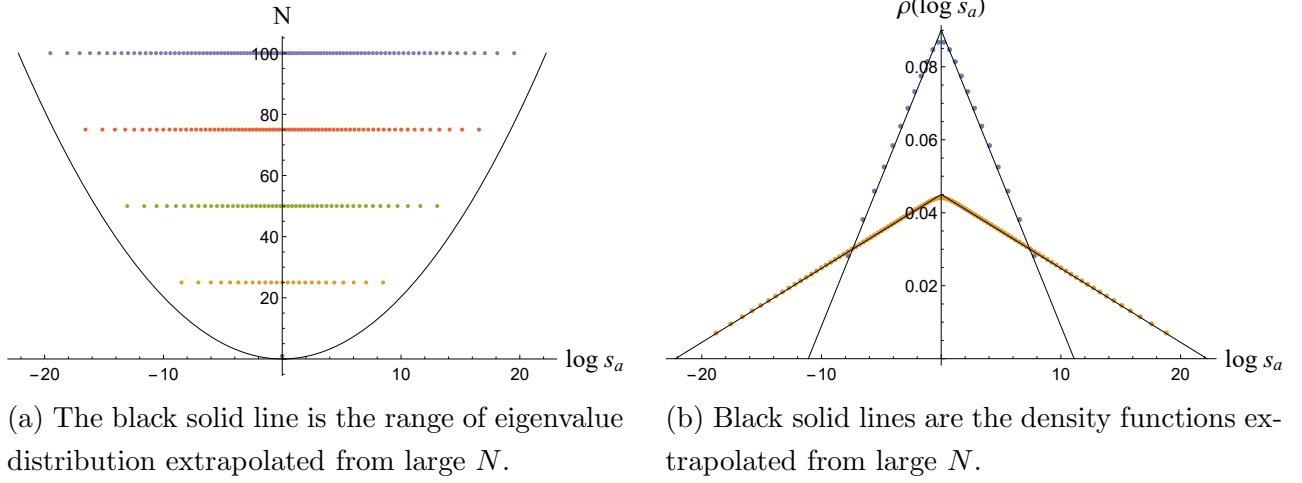 N
100
80
60
40
20
−20
−10
10
20
log s_a
ρ(log s_a)
0.08
0.06
0.04
0.02
−20
−10
10
20
log s_a
(a) The black solid line is the range of eigenvalue
distribution extrapolated from large N.
(b) Black solid lines are the density functions ex-
trapolated from large N.